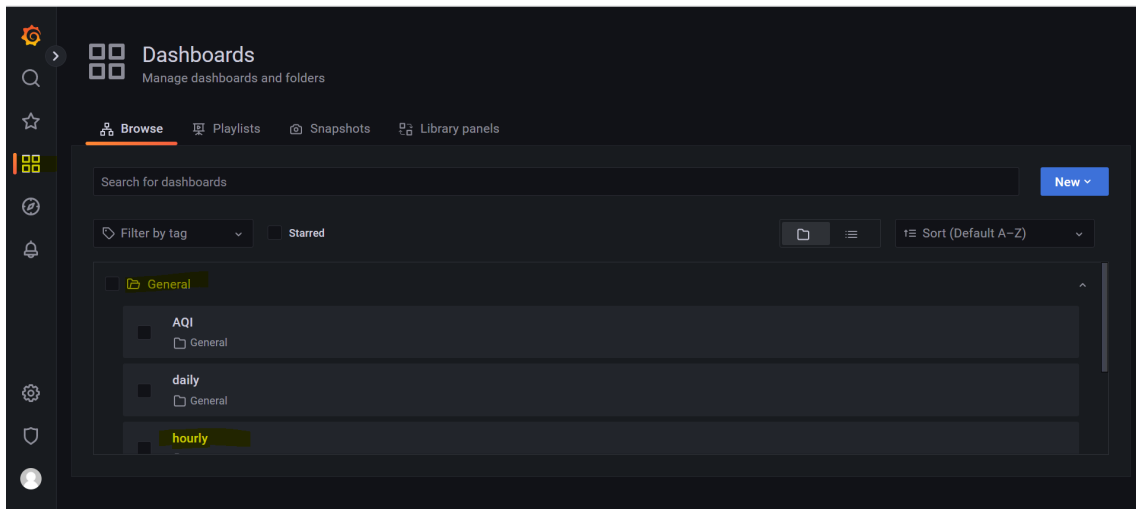 Dashboards
Manage dashboards and folders
Browse Playlists Snapshots Library panels
Search for dashboards
New
Filter by tag Starred Sort (Default A–Z)
General
AQI
General
daily
General
hourly